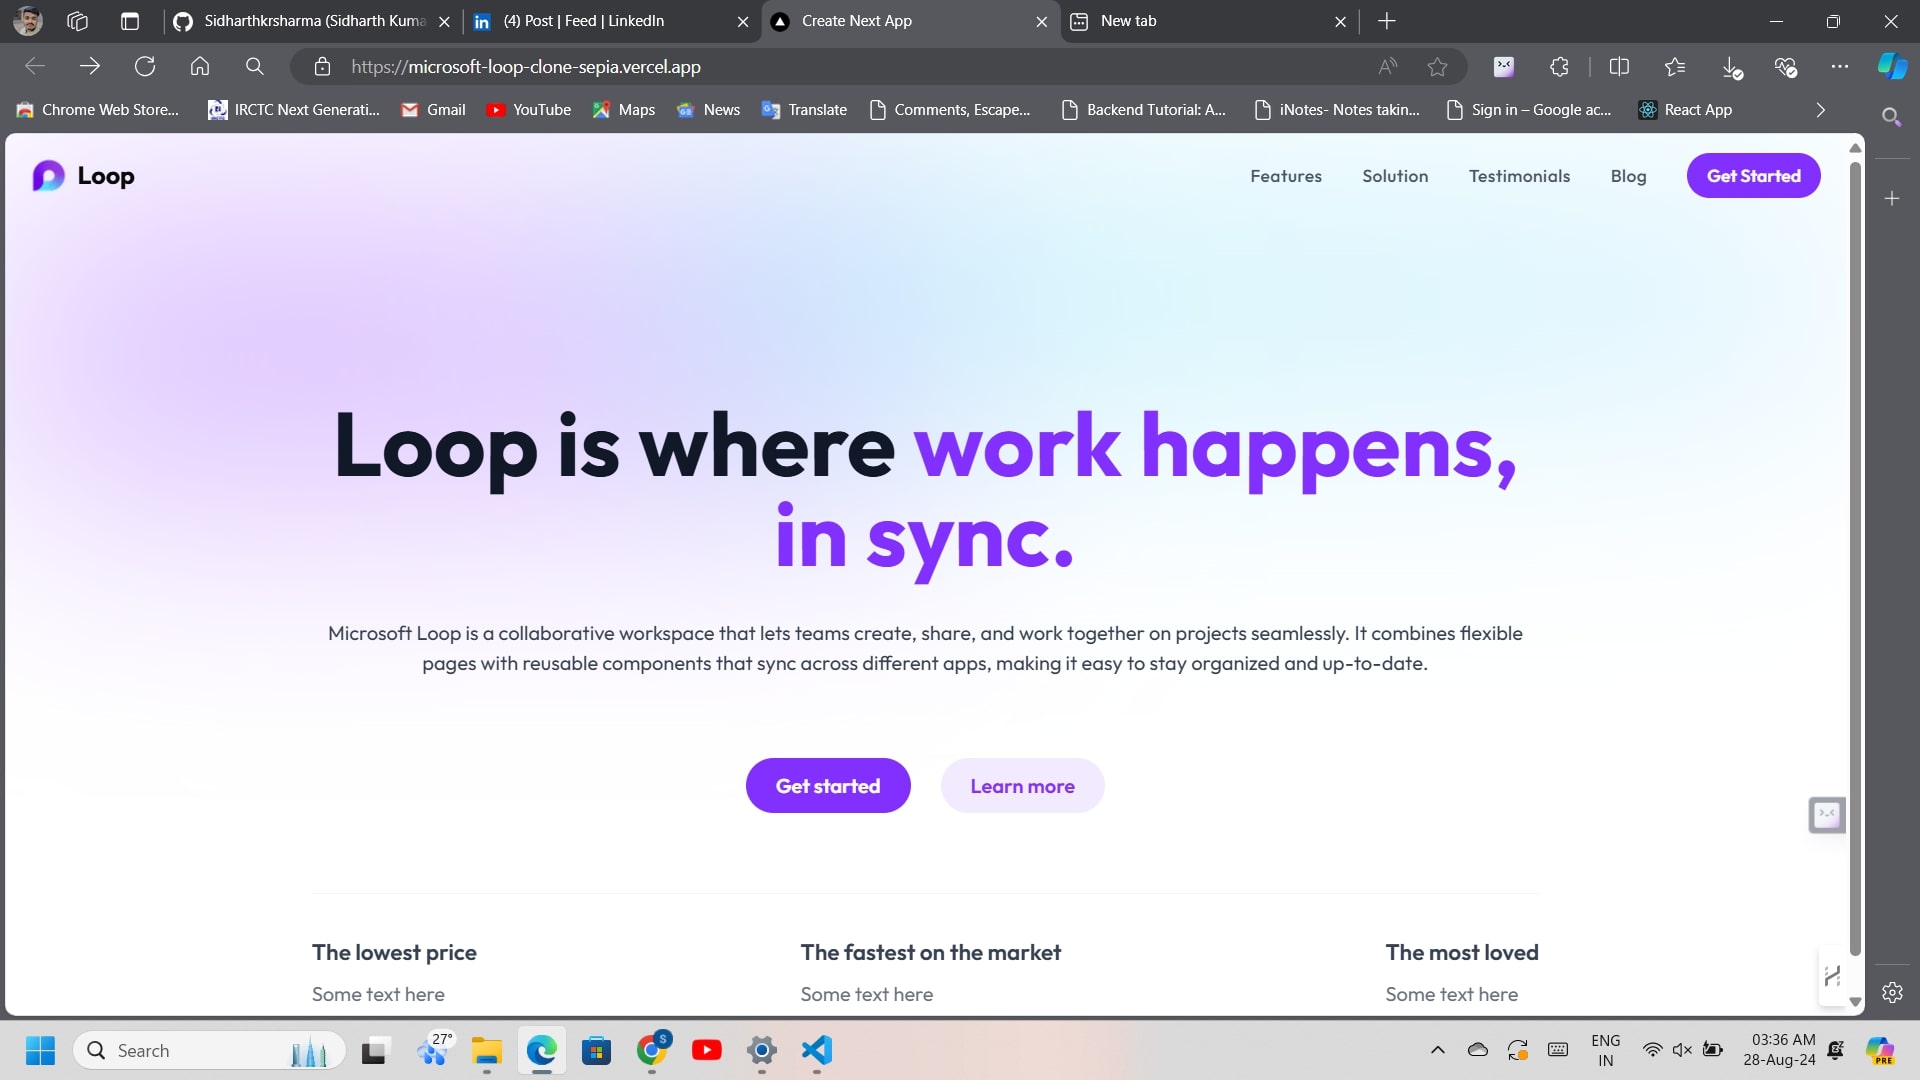 Sidharthkrsharma (Sidharth Kuma
(4) Post | Feed | LinkedIn
Create Next App
New tab
https://microsoft-loop-clone-sepia.vercel.app
Chrome Web Store...
IRCTC Next Generati...
Gmail
YouTube
Maps
News
Translate
Comments, Escape...
Backend Tutorial: A...
iNotes- Notes takin...
Sign in – Google ac...
React App
Loop
Features
Solution
Testimonials
Blog
Get Started
Loop is where work happens,
in sync.
Microsoft Loop is a collaborative workspace that lets teams create, share, and work together on projects seamlessly. It combines flexible
pages with reusable components that sync across different apps, making it easy to stay organized and up-to-date.
Get started
Learn more
The lowest price
The fastest on the market
The most loved
Some text here
Some text here
Some text here
Search
27°
S
ENG
IN
03:36 AM
28-Aug-24
PRE